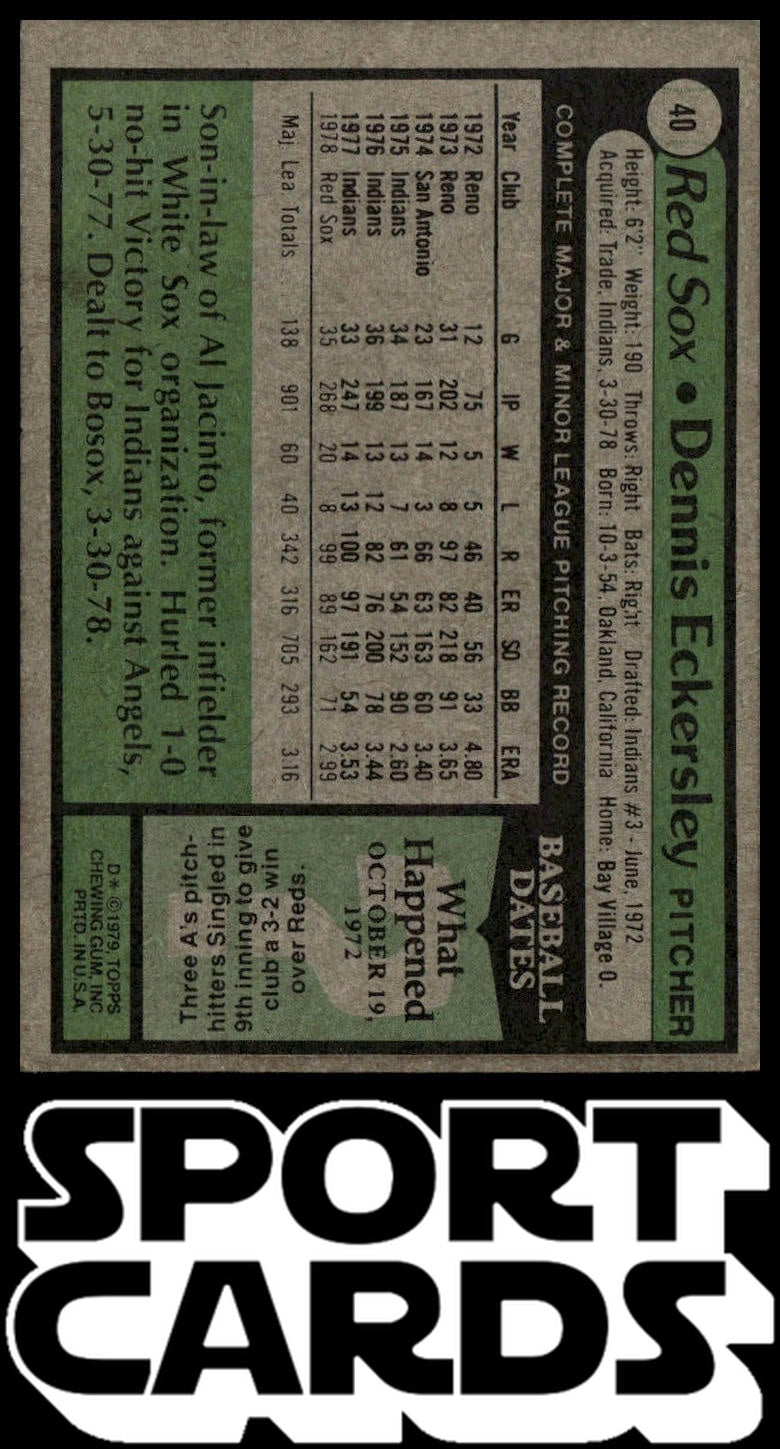 40
Red Sox • Dennis Eckersley PITCHER
Height: 6'2" Weight: 190 Throws: Right Bats: Right Drafted: Indians #3 - June, 1972
Acquired: Trade, Indians, 3-30-78 Born: 10-3-54, Oakland, California Home: Bay Village O.
COMPLETE MAJOR & MINOR LEAGUE PITCHING RECORD
Year Club G IP W L R ER SO BB ERA
1972 Reno 12 75 5 5 46 40 56 33 4.80
1973 Reno 31 202 12 8 97 82 218 91 3.65
1974 San Antonio 23 167 14 3 66 63 163 60 3.40
1975 Indians 34 187 13 7 61 54 152 90 2.60
1976 Indians 36 199 13 12 82 76 200 78 3.44
1977 Indians 33 247 14 13 100 97 191 54 3.53
1978 Red Sox 35 268 20 8 99 89 162 71 2.99
Maj. Lea. Totals . . . 138 901 60 40 342 316 705 293 3.16
Son-in-law of Al Jacinto, former infielder
in White Sox organization. Hurled 1-0
no-hit Victory for Indians against Angels,
5-30-77. Dealt to Bosox, 3-30-78.
BASEBALL
DATES
What
Happened
OCTOBER 19,
1972
Three A's pitch-
hitters Singled in
9th inning to give
club a 3-2 win
over Reds.
D* ©1979, TOPPS
CHEWING GUM, INC
PRTD. IN U.S.A.
SPORT
CARDS